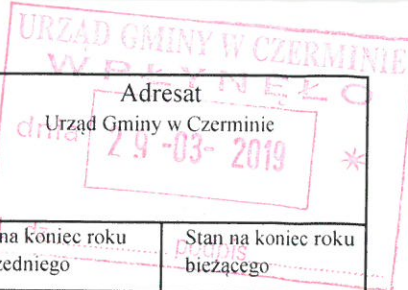 URZĄD GMINY W CZERMINIE
WPŁYNĘŁO
Adresat
Urząd Gminy w Czerminie
dnia
29 -03- 2019 *
na koniec roku
zedniego
podpis
Stan na koniec roku
bieżącego